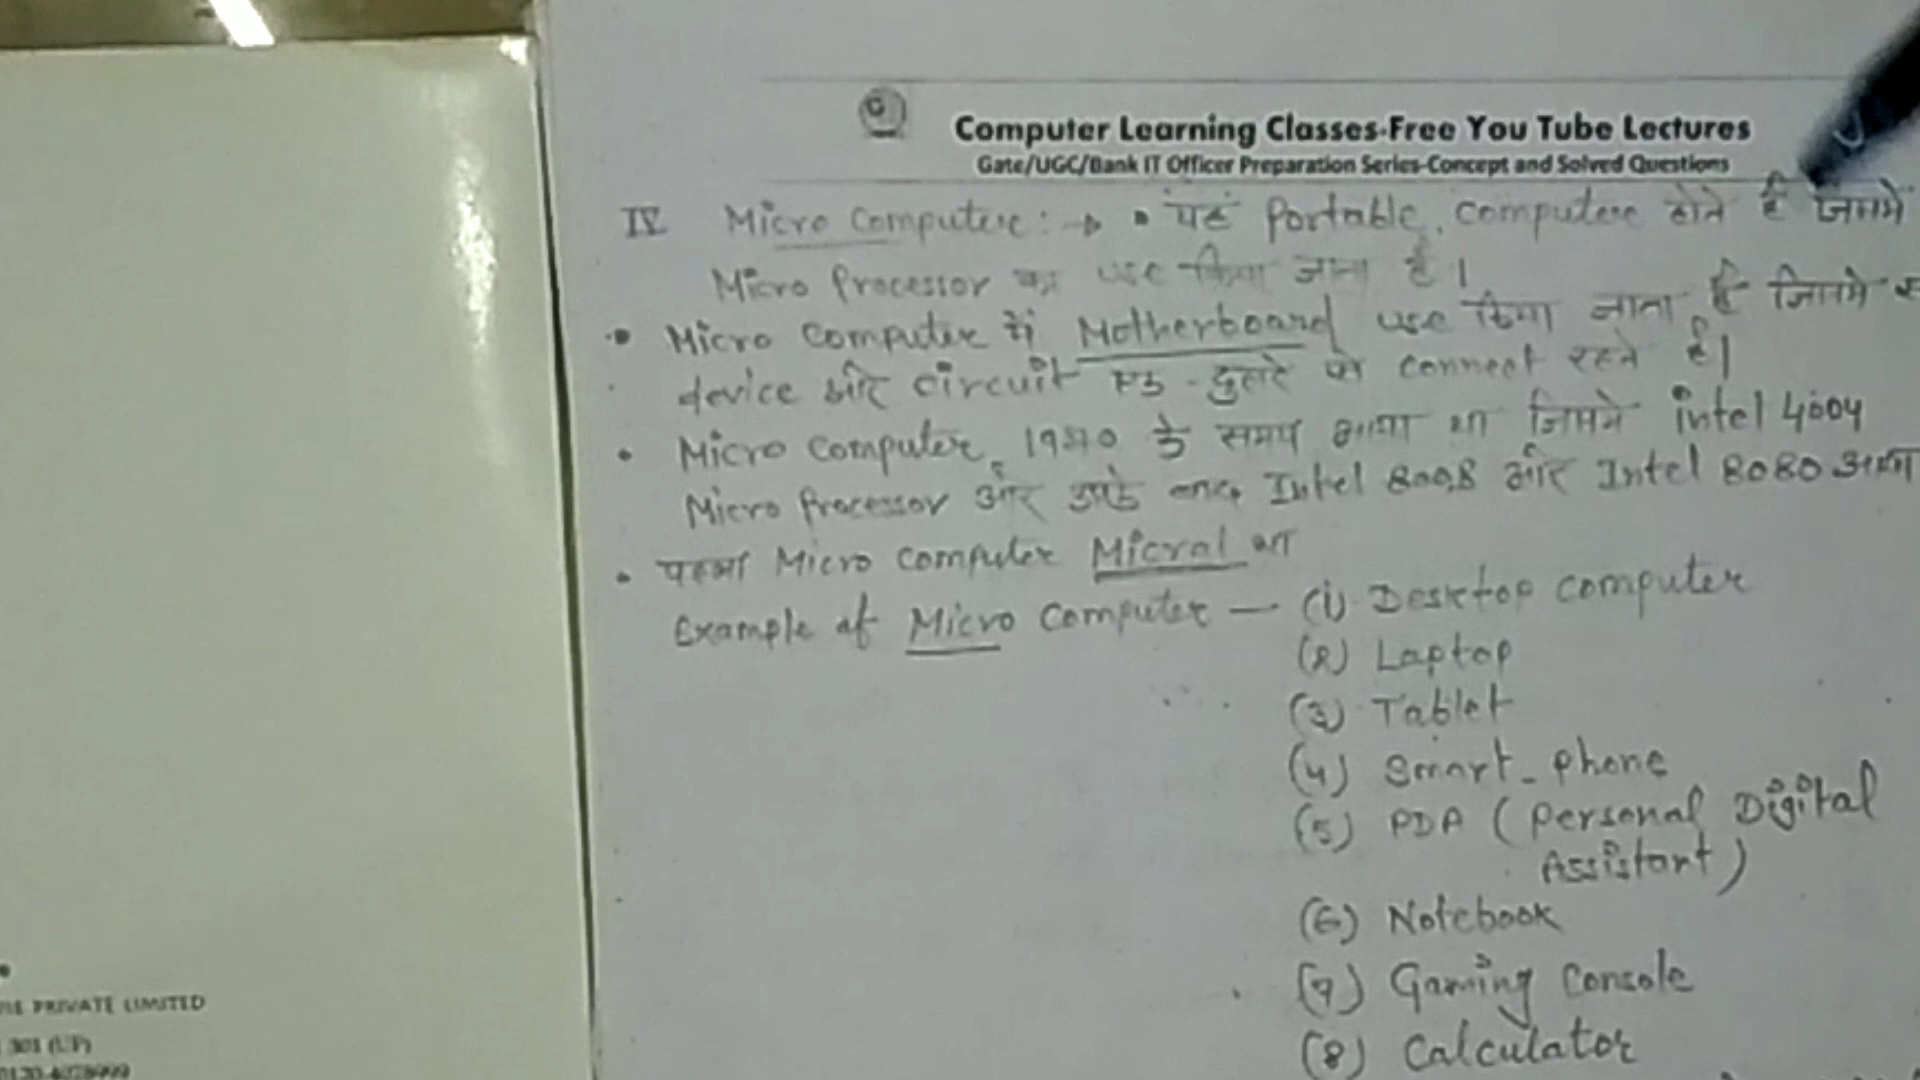 Computer Learning Classes-Free You Tube Lectures
Gate/UGC/Bank IT Officer Preparation Series-Concept and Solved Questions
IV Micro Computer: → • यह Portable computer होते है जिनमे
Micro Processor का use किया जाता है।
• Micro Computer में Motherboard use किया जाता है जिसमे
device और circuit एक-दुसरे से connect रहते है।
• Micro Computer के समय आया था जिसमे intel 4004
Micro Processor और उसके बाद Intel 8008 और Intel 8080 आया
• पहला Micro Computer Micral था
Example of Micro Computer — (i) Desktop computer
(2) Laptop
(3) Tablet
(4) Smart-phone
(5) PDA (Personal Digital
Assistant)
(6) Notebook
(7) Gaming Console
(8) Calculator
PRIVATE LIMITED
301 (U.P)